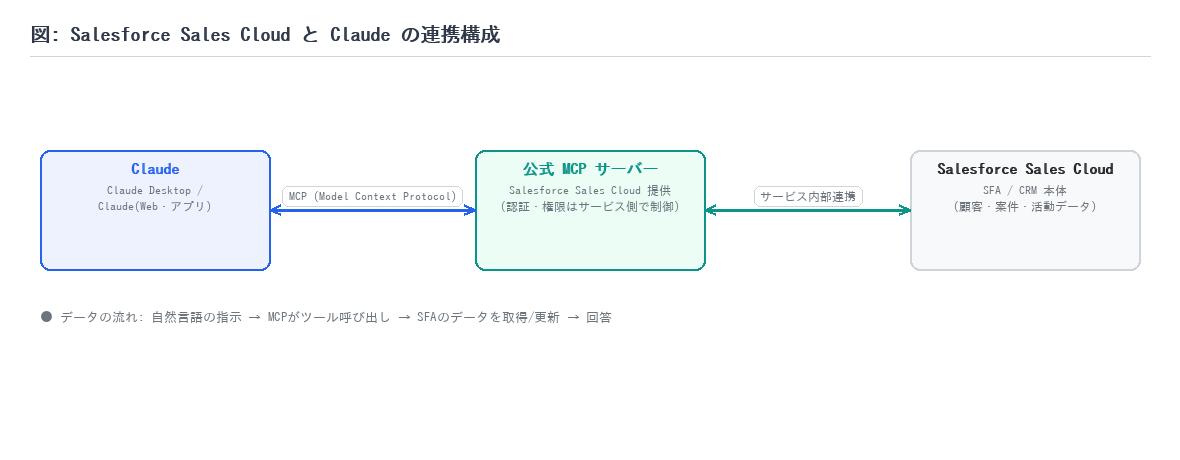 図: Salesforce Sales Cloud と Claude の連携構成
Claude
Claude Desktop /
Claude(Web・アプリ)
MCP (Model Context Protocol)
公式 MCP サーバー
Salesforce Sales Cloud 提供
(認証・権限はサービス側で制御)
サービス内部連携
Salesforce Sales Cloud
SFA / CRM 本体
(顧客・案件・活動データ)
● データの流れ: 自然言語の指示 → MCPがツール呼び出し → SFAのデータを取得/更新 → 回答